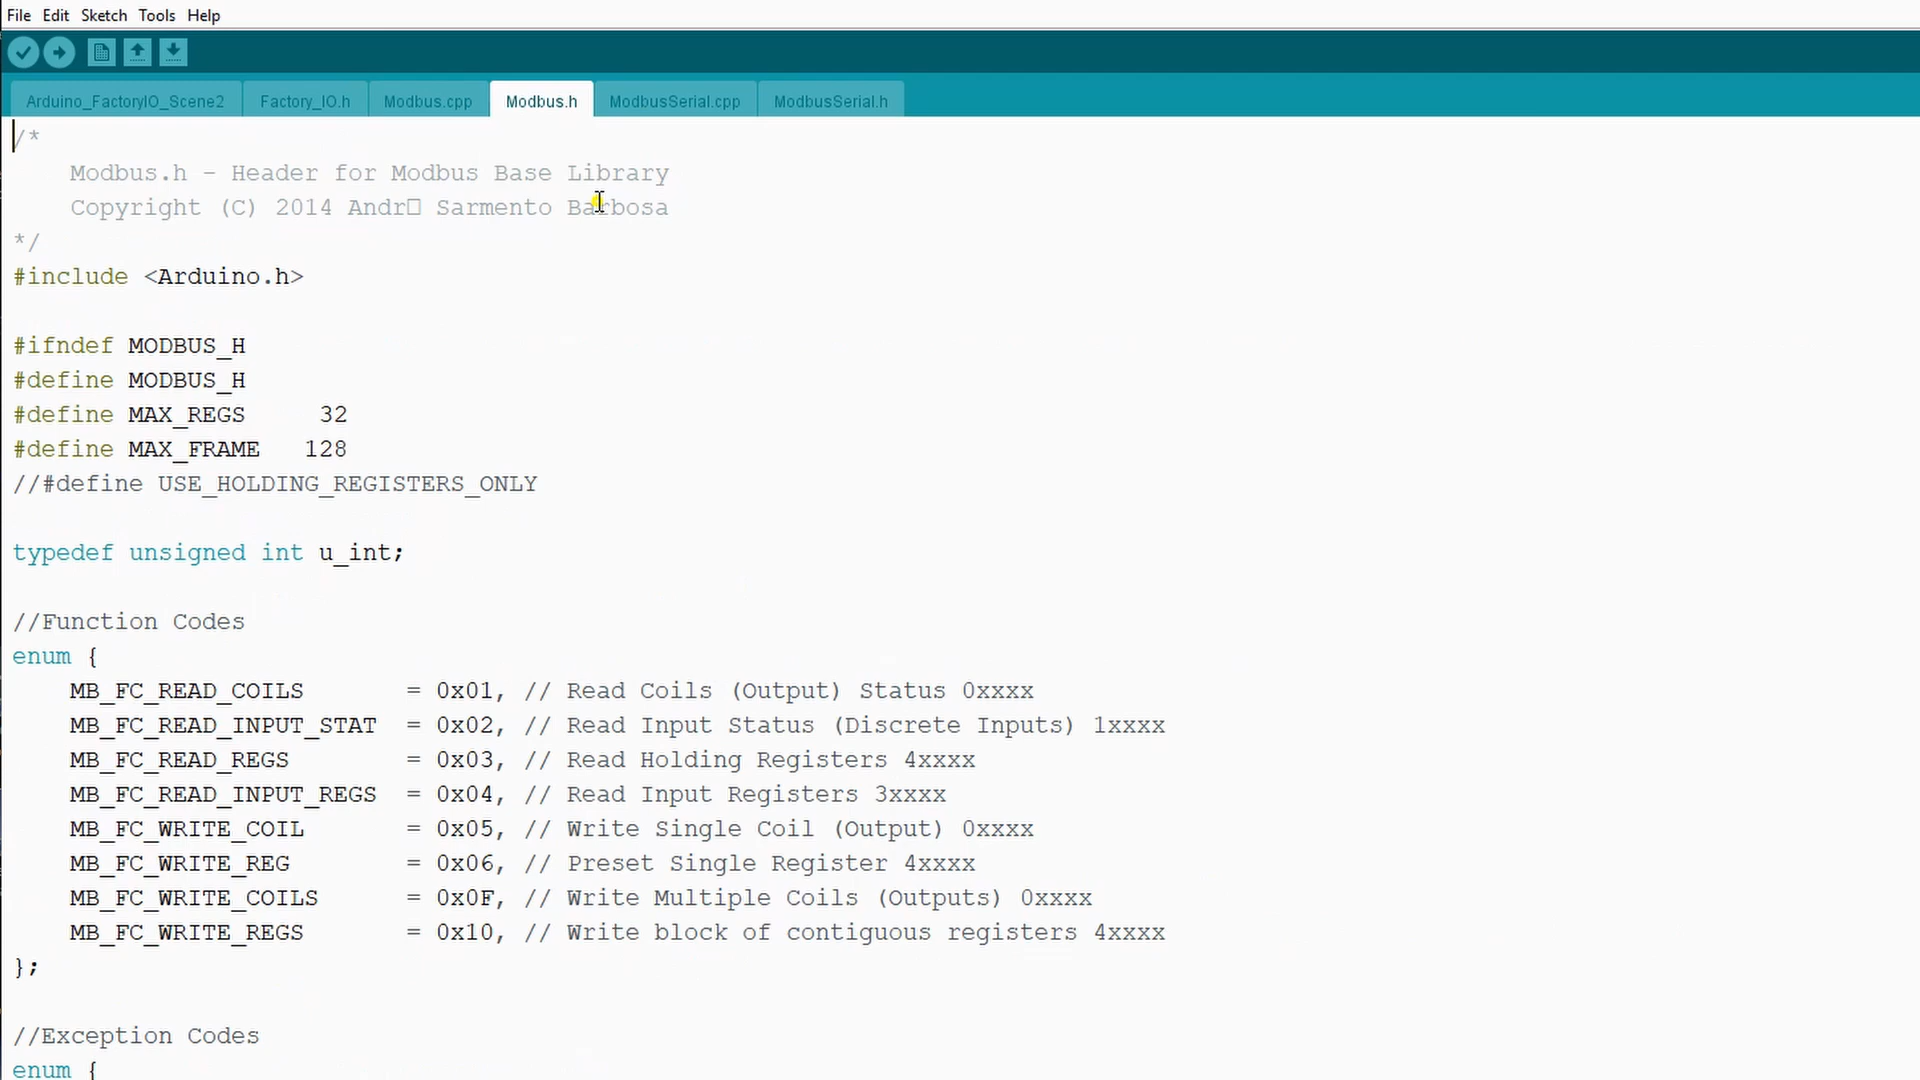 File Edit Sketch Tools Help
Arduino_FactoryIO_Scene2 Factory_IO.h Modbus.cpp Modbus.h ModbusSerial.cpp ModbusSerial.h
/*
    Modbus.h - Header for Modbus Base Library
    Copyright (C) 2014 Andr□ Sarmento Barbosa
*/
#include <Arduino.h>
#ifndef MODBUS_H
#define MODBUS_H
#define MAX_REGS     32
#define MAX_FRAME   128
//#define USE_HOLDING_REGISTERS_ONLY
typedef unsigned int u_int;
//Function Codes
enum {
    MB_FC_READ_COILS       = 0x01, // Read Coils (Output) Status 0xxxx
    MB_FC_READ_INPUT_STAT  = 0x02, // Read Input Status (Discrete Inputs) 1xxxx
    MB_FC_READ_REGS        = 0x03, // Read Holding Registers 4xxxx
    MB_FC_READ_INPUT_REGS  = 0x04, // Read Input Registers 3xxxx
    MB_FC_WRITE_COIL       = 0x05, // Write Single Coil (Output) 0xxxx
    MB_FC_WRITE_REG        = 0x06, // Preset Single Register 4xxxx
    MB_FC_WRITE_COILS      = 0x0F, // Write Multiple Coils (Outputs) 0xxxx
    MB_FC_WRITE_REGS       = 0x10, // Write block of contiguous registers 4xxxx
};
//Exception Codes
enum {